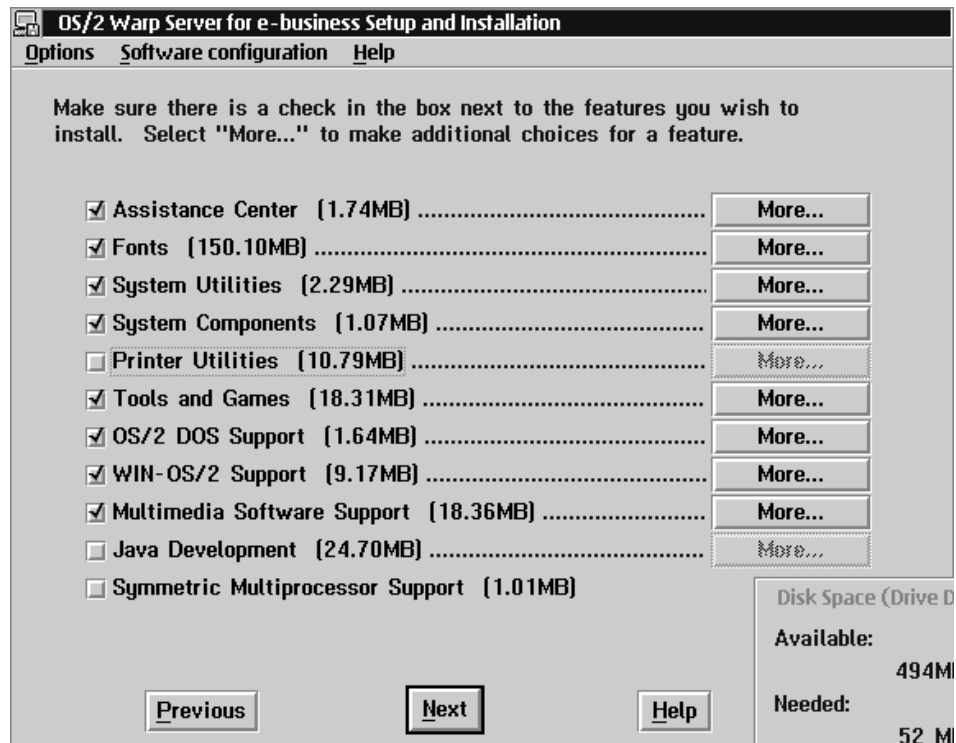 OS/2 Warp Server for e-business Setup and Installation
Options Software configuration Help
Make sure there is a check in the box next to the features you wish to
install. Select "More..." to make additional choices for a feature.
Assistance Center (1.74MB) ........................................ More...
Fonts (150.10MB) ........................................ More...
System Utilities (2.29MB) ........................................ More...
System Components (1.07MB) ........................................ More...
Printer Utilities (10.79MB) ........................................ More...
Tools and Games (18.31MB) ........................................ More...
OS/2 DOS Support (1.64MB) ........................................ More...
WIN-OS/2 Support (9.17MB) ........................................ More...
Multimedia Software Support (18.36MB) ........................ More...
Java Development (24.70MB) ........................................ More...
Symmetric Multiprocessor Support (1.01MB)
Disk Space (Drive D
Available:
494M
Needed:
52 M
Previous Next Help